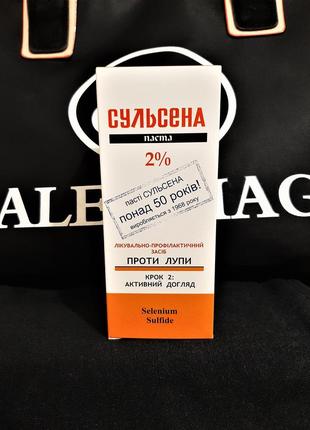 СУЛЬСЕНА
паста
2%
пасті СУЛЬСЕНА
понад 50 років!
виробляється з 1968 року
ЛІКУВАЛЬНО-ПРОФІЛАКТИЧНИЙ
ЗАСІБ
ПРОТИ ЛУПИ
КРОК 2:
АКТИВНИЙ ДОГЛЯД
Selenium
Sulfide